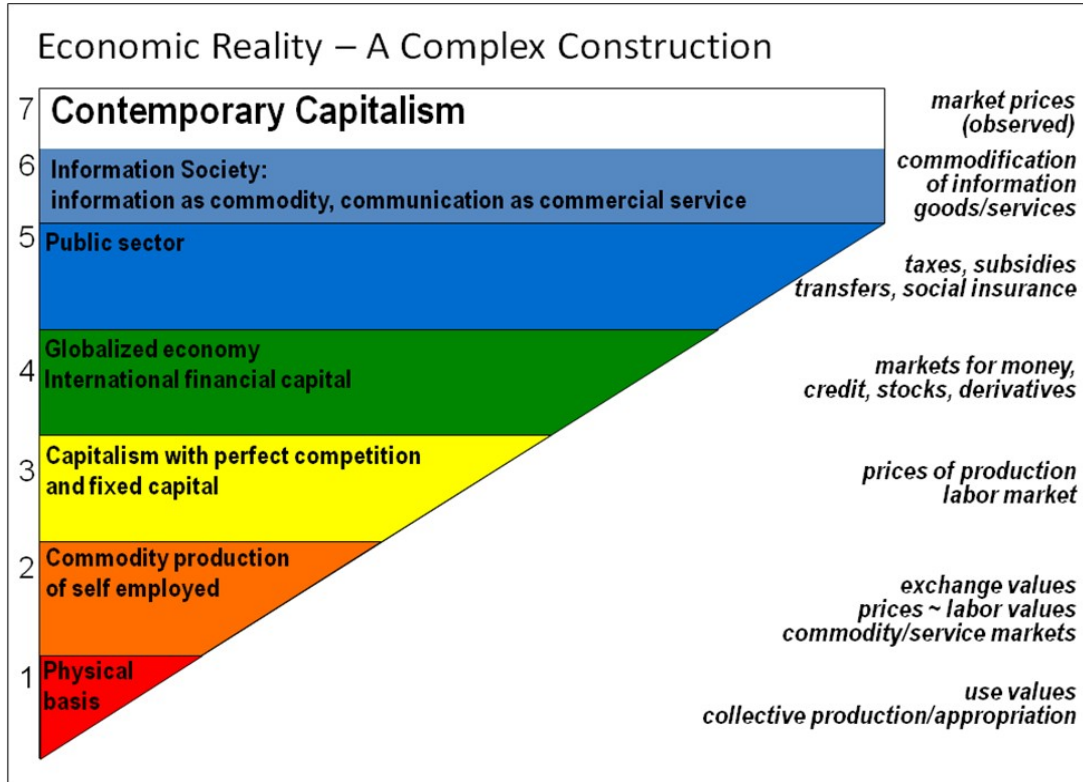 Economic Reality – A Complex Construction
7
Contemporary Capitalism
market prices
(observed)
6
Information Society:
information as commodity, communication as commercial service
commodification
of information
goods/services
5
Public sector
taxes, subsidies
transfers, social insurance
4
Globalized economy
International financial capital
markets for money,
credit, stocks, derivatives
3
Capitalism with perfect competition
and fixed capital
prices of production
labor market
2
Commodity production
of self employed
exchange values
prices ~ labor values
commodity/service markets
1
Physical
basis
use values
collective production/appropriation